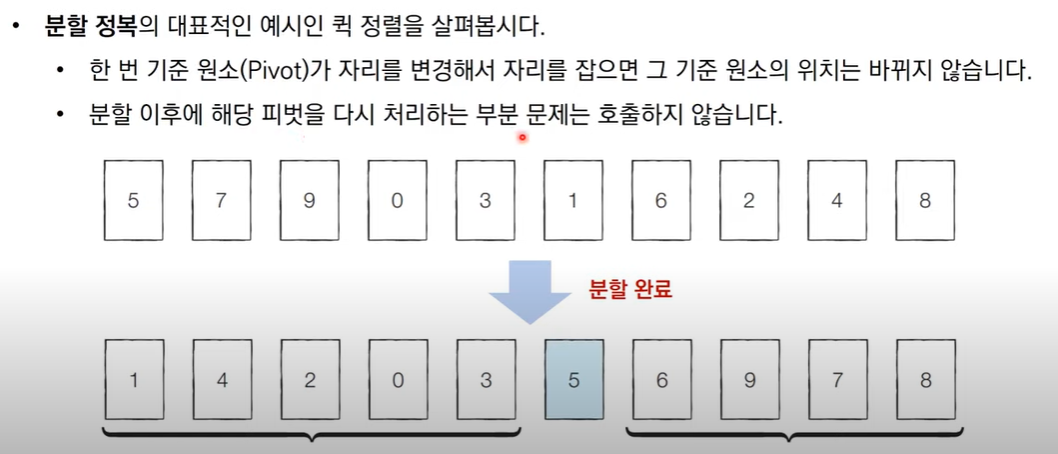 • 분할 정복의 대표적인 예시인 퀵 정렬을 살펴봅시다.
• 한 번 기준 원소(Pivot)가 자리를 변경해서 자리를 잡으면 그 기준 원소의 위치는 바뀌지 않습니다.
• 분할 이후에 해당 피벗을 다시 처리하는 부분 문제는 호출하지 않습니다.
5 7 9 0 3 1 6 2 4 8
분할 완료
1 4 2 0 3 5 6 9 7 8